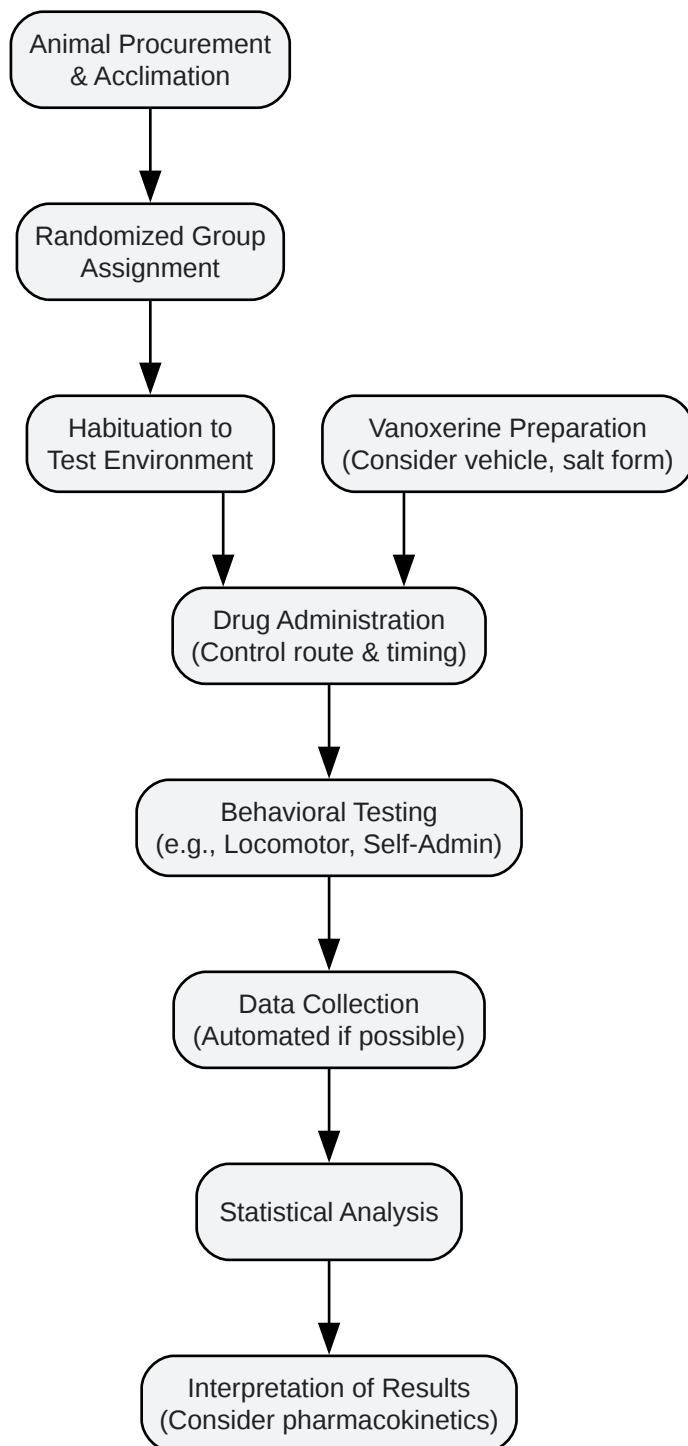 Animal Procurement
& Acclimation
Randomized Group
Assignment
Habituation to
Test Environment
Vanoxerine Preparation
(Consider vehicle, salt form)
Drug Administration
(Control route & timing)
Behavioral Testing
(e.g., Locomotor, Self-Admin)
Data Collection
(Automated if possible)
Statistical Analysis
Interpretation of Results
(Consider pharmacokinetics)